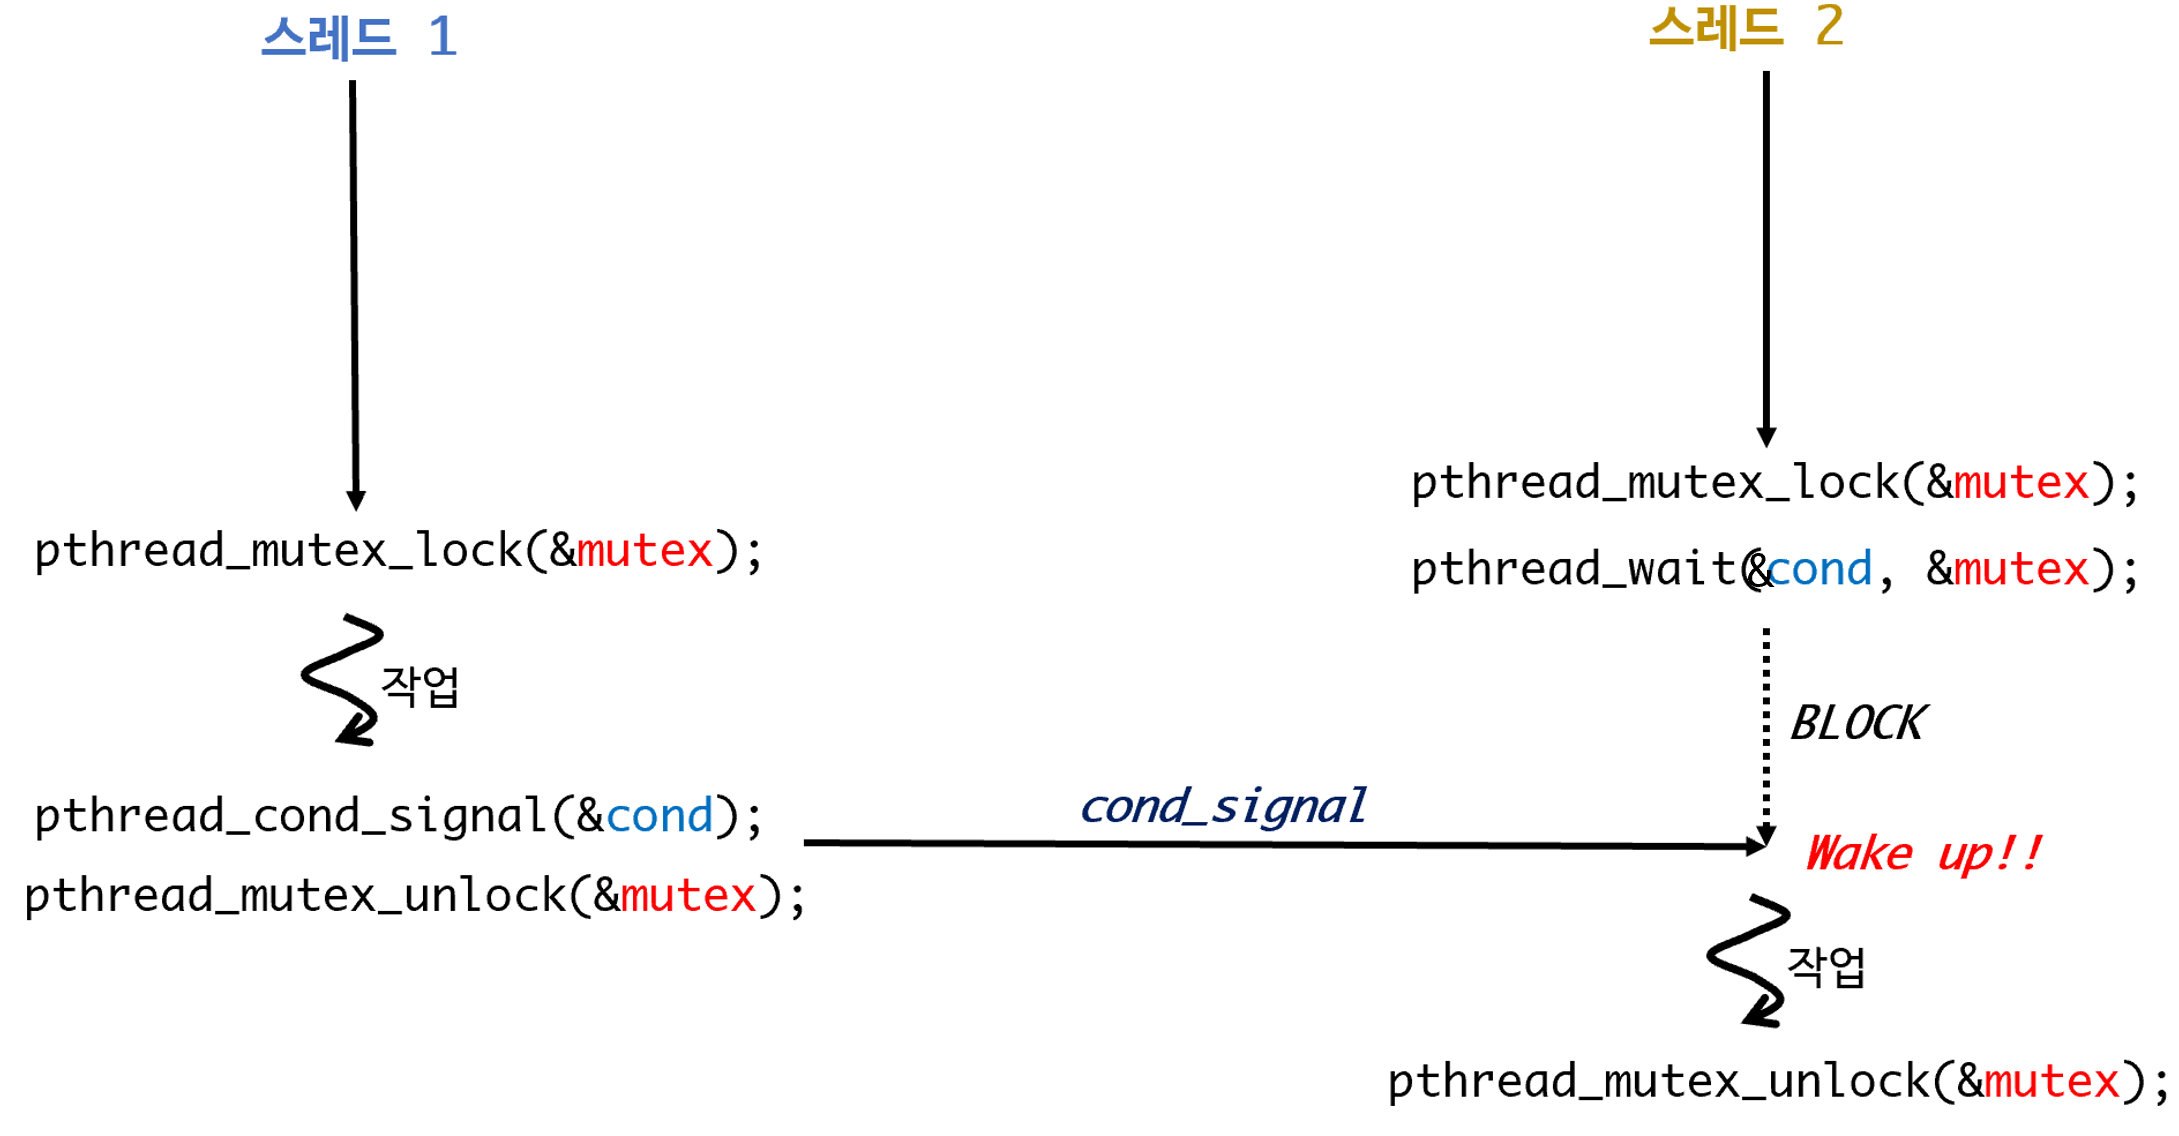 스레드 1
pthread_mutex_lock(&mutex);
작업
pthread_cond_signal(&cond);
pthread_mutex_unlock(&mutex);
cond_signal
스레드 2
pthread_mutex_lock(&mutex);
pthread_wait(&cond, &mutex);
BLOCK
Wake up!!
작업
pthread_mutex_unlock(&mutex);